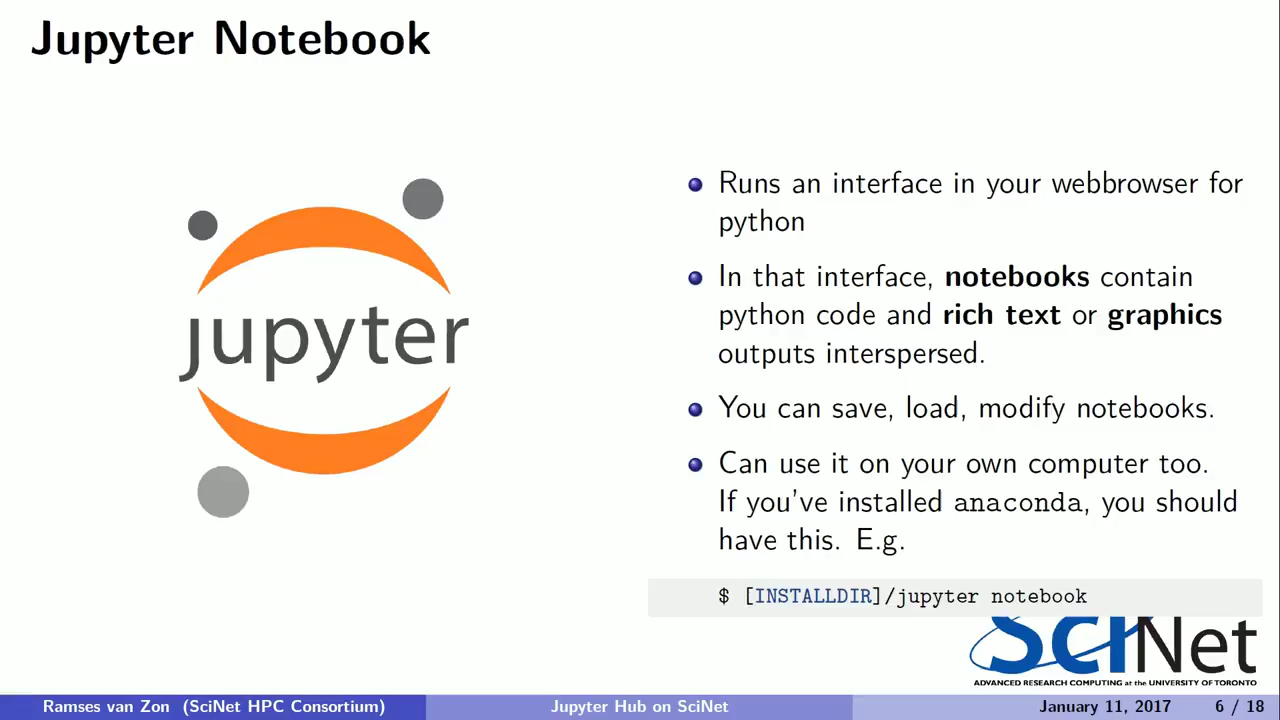 Jupyter Notebook
jupyter
Runs an interface in your webbrowser for
python
In that interface, notebooks contain
python code and rich text or graphics
outputs interspersed.
You can save, load, modify notebooks.
Can use it on your own computer too.
If you've installed anaconda, you should
have this. E.g.
$ [INSTALLDIR]/jupyter notebook
SciNet
ADVANCED RESEARCH COMPUTING at the UNIVERSITY OF TORONTO
Ramses van Zon (SciNet HPC Consortium)
Jupyter Hub on SciNet
January 11, 2017
6 / 18